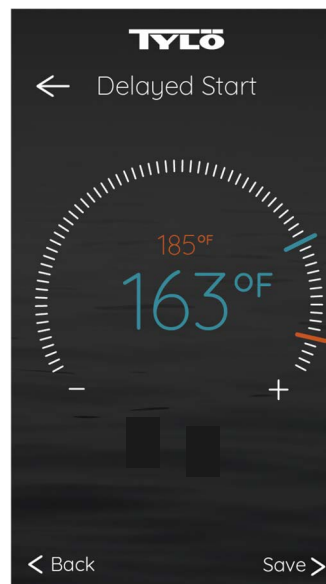 TYLÖ
← Delayed Start
185°F
163°F
− +
< Back Save >